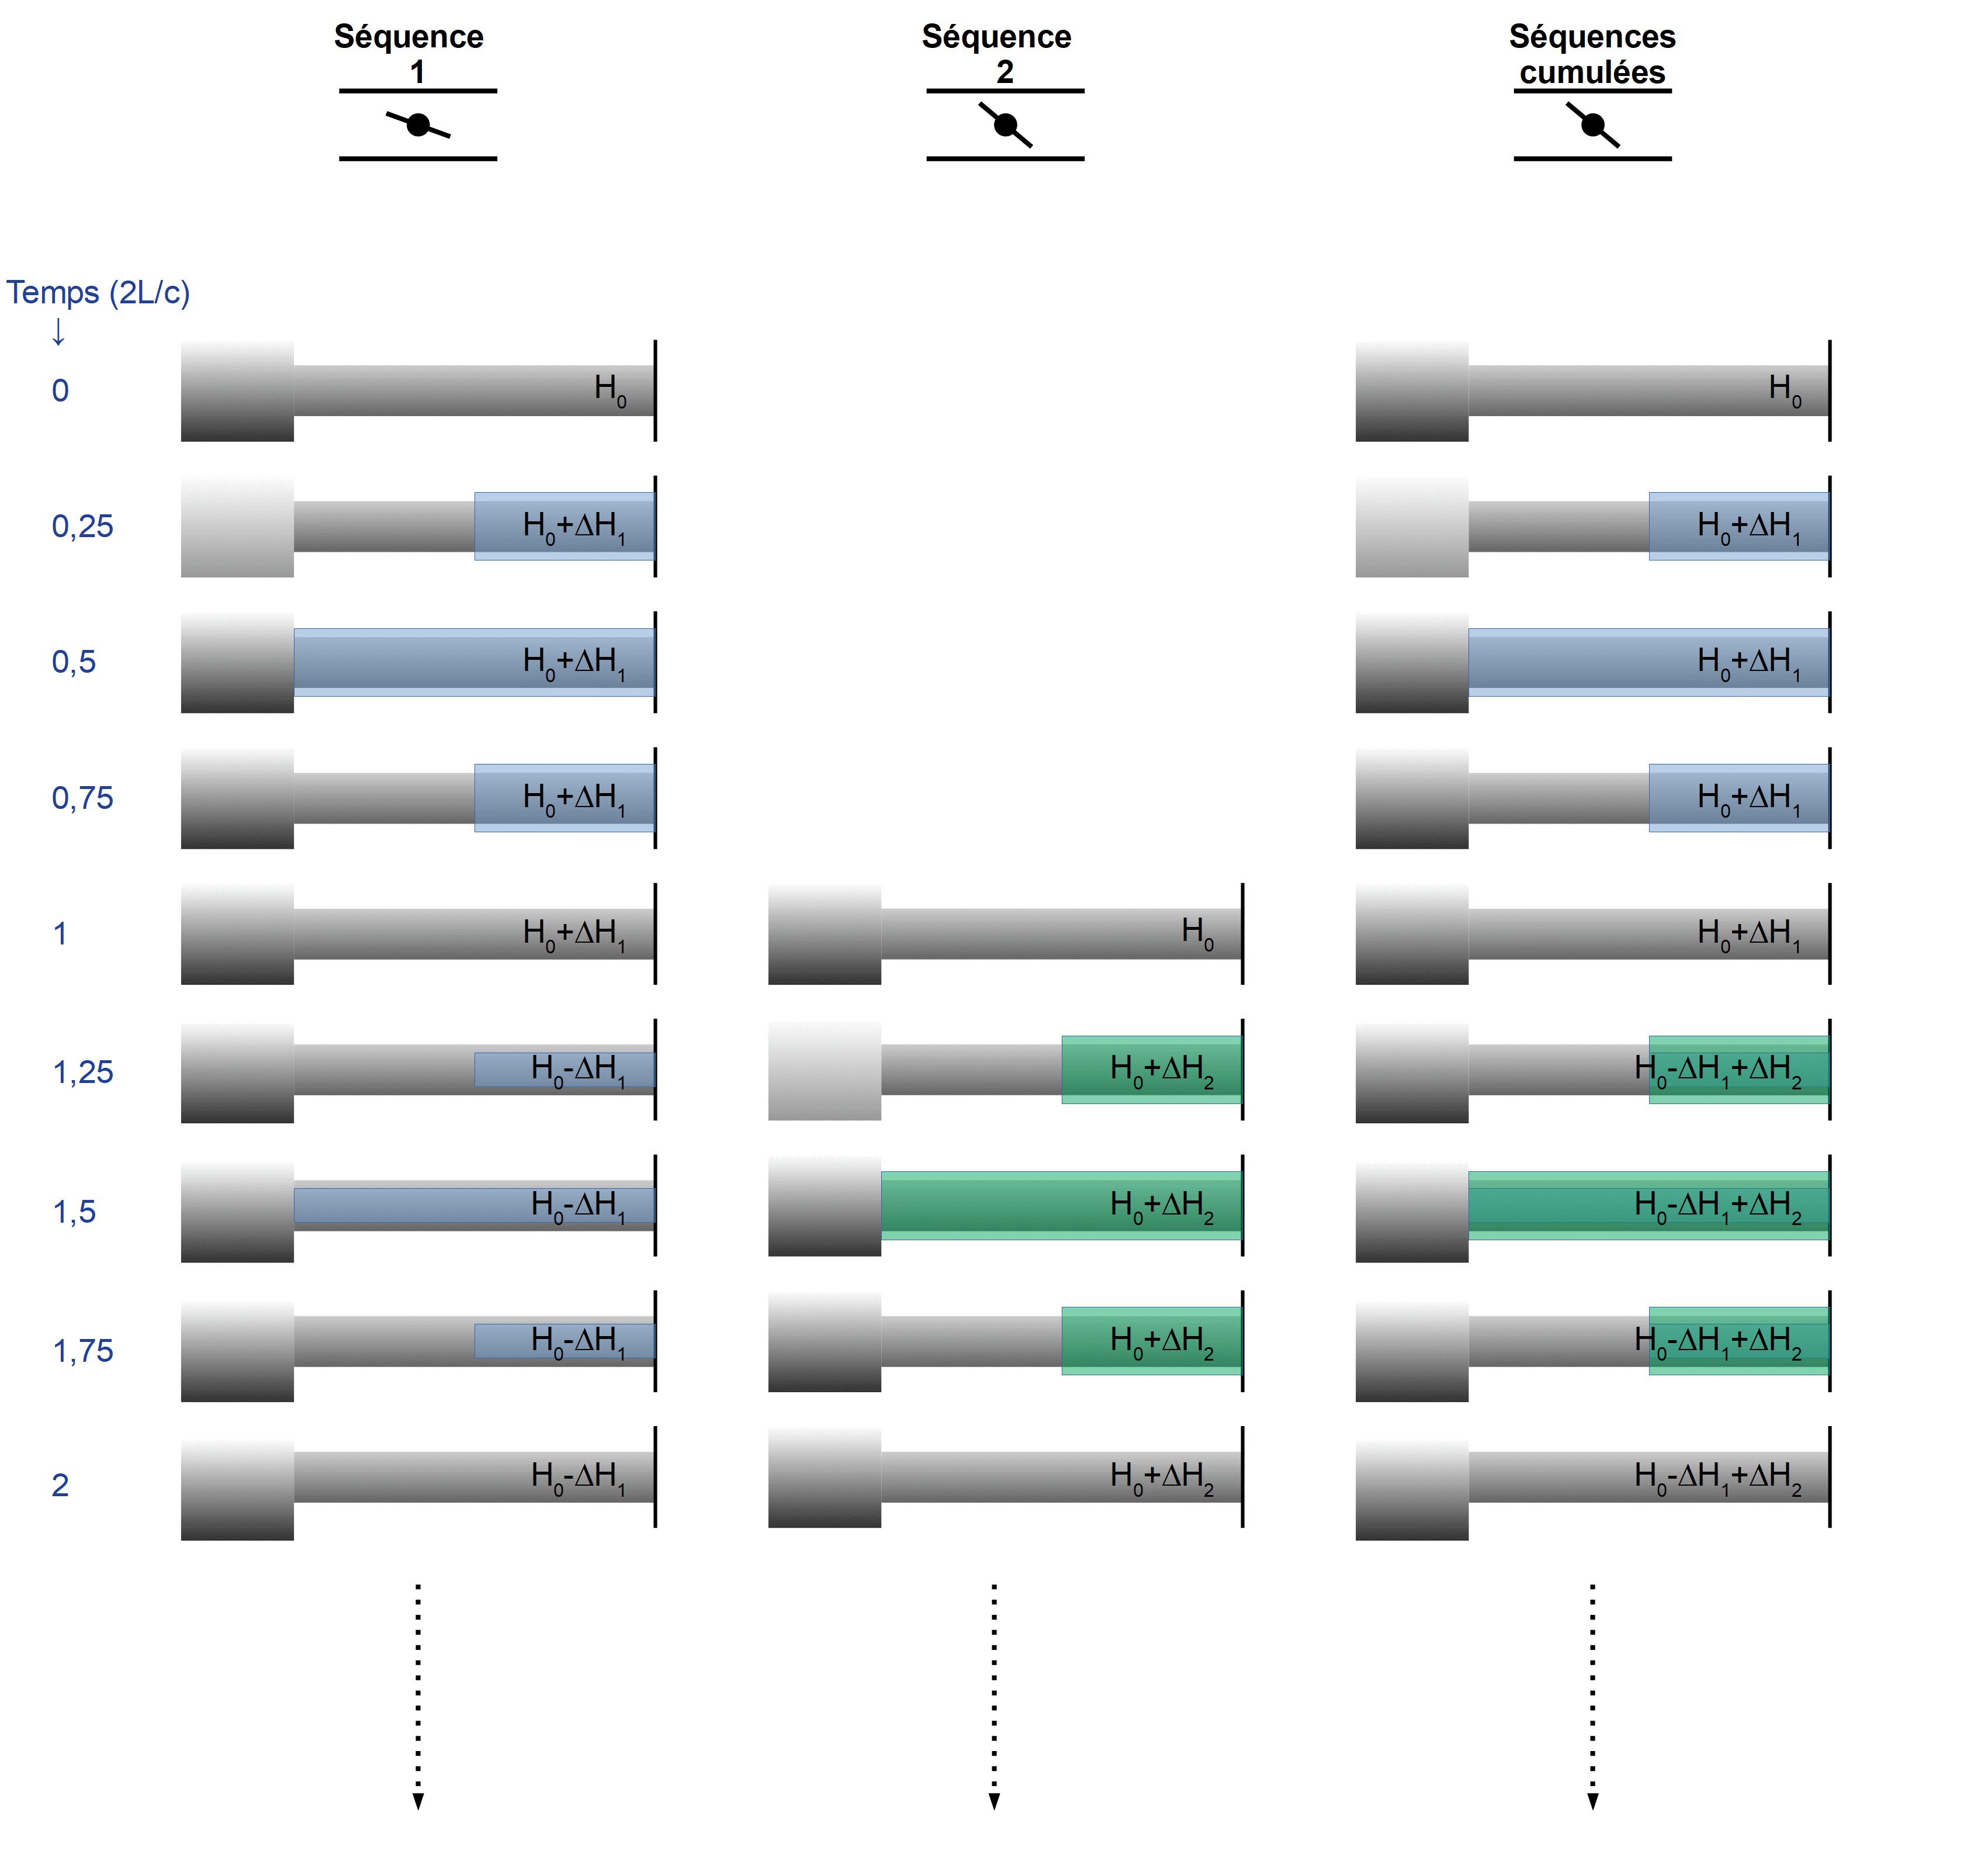 Séquence
1
Séquence
2
Séquences
cumulées
Temps (2L/c)
↓
0
H₀
H₀
0,25
H₀+ΔH₁
H₀+ΔH₁
0,5
H₀+ΔH₁
H₀+ΔH₁
0,75
H₀+ΔH₁
H₀+ΔH₁
1
H₀+ΔH₁
H₀
H₀+ΔH₁
1,25
H₀-ΔH₁
H₀+ΔH₂
H₀-ΔH₁+ΔH₂
1,5
H₀-ΔH₁
H₀+ΔH₂
H₀-ΔH₁+ΔH₂
1,75
H₀-ΔH₁
H₀+ΔH₂
H₀-ΔH₁+ΔH₂
2
H₀-ΔH₁
H₀+ΔH₂
H₀-ΔH₁+ΔH₂